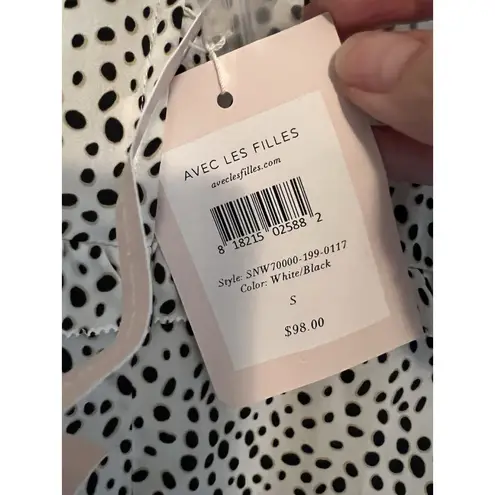 AVEC LES FILLES
aveclesfilles.com
8 18215 02588 2
Style: SNW70000-199-0117
Color: White/Black
S
$98.00